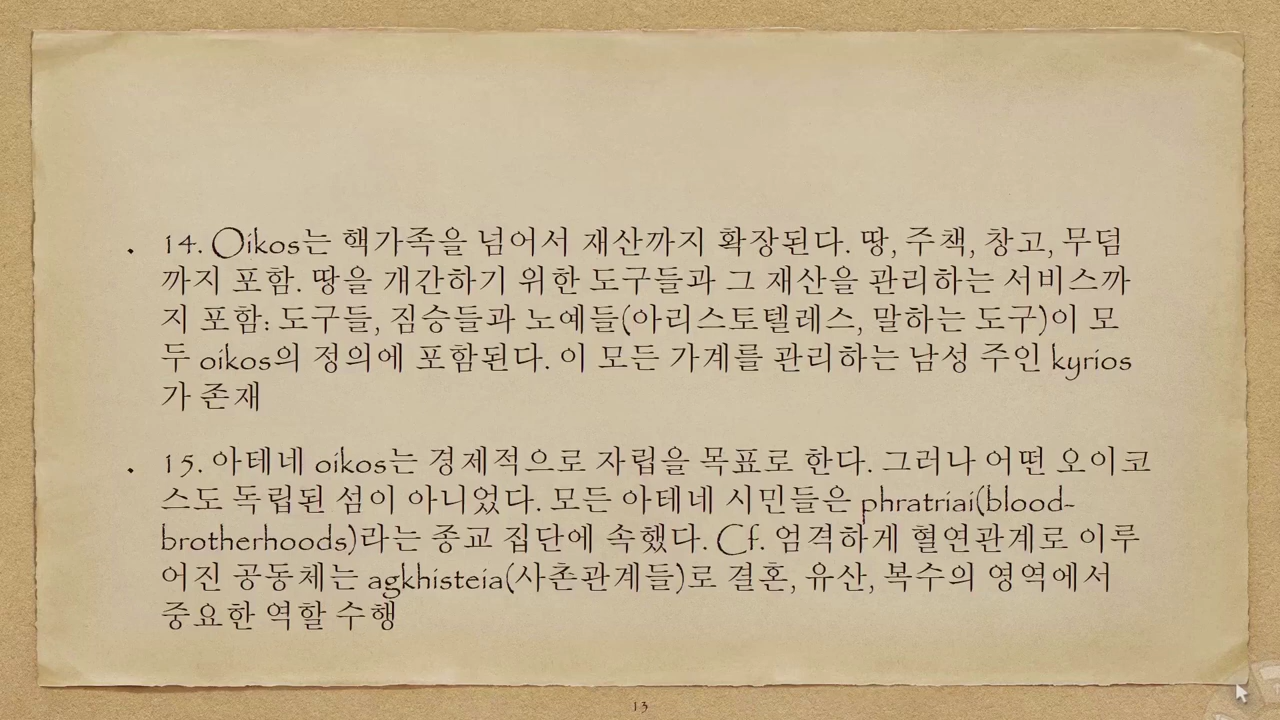 14. Oikos는 핵가족을 넘어서 재산까지 확장된다. 땅, 주책, 창고, 무덤
까지 포함. 땅을 개간하기 위한 도구들과 그 재산을 관리하는 서비스까
지 포함: 도구들, 짐승들과 노예들(아리스토텔레스, 말하는 도구)이 모
두 oikos의 정의에 포함된다. 이 모든 가계를 관리하는 남성 주인 kyrios
가 존재
15. 아테네 oikos는 경제적으로 자립을 목표로 한다. 그러나 어떤 오이코
스도 독립된 섬이 아니었다. 모든 아테네 시민들은 phratriai(blood-
brotherhoods)라는 종교 집단에 속했다. Cf. 엄격하게 혈연관계로 이루
어진 공동체는 agkhisteia(사촌관계들)로 결혼, 유산, 복수의 영역에서
중요한 역할 수행
13